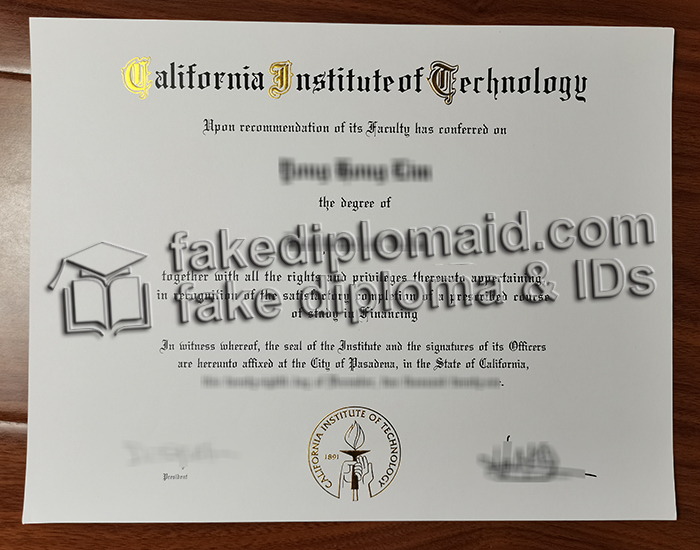 California Institute of Technology
Upon recommendation of its Faculty has conferred on
the degree of
fakediplomaid.com
together with all the rights and privileges thereunto appertaining
fake diploma & IDs
in recognition of the satisfactory completion of a prescribed course
of study in Financing
In witness whereof, the seal of the Institute and the signatures of its Officers
are hereunto affixed at the City of Pasadena, in the State of California,
CALIFORNIA INSTITUTE OF TECHNOLOGY
1891
President